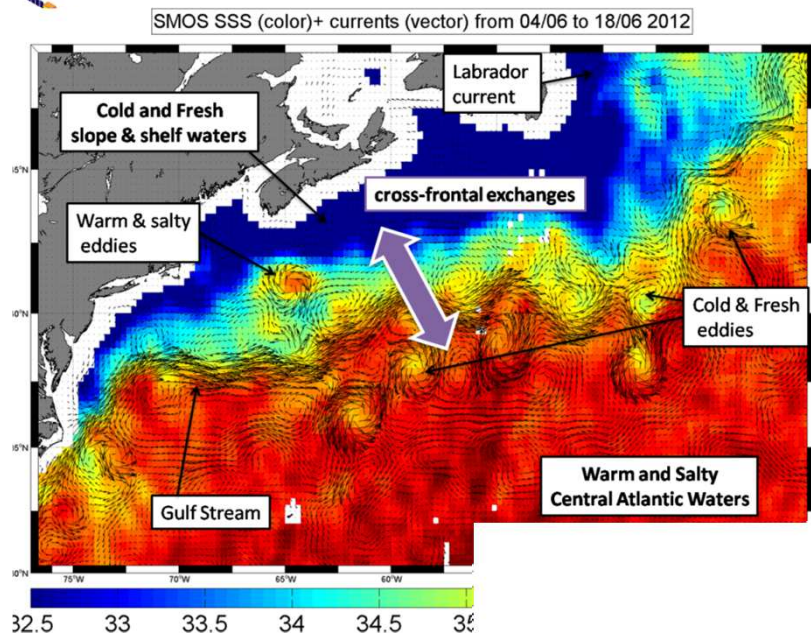 SMOS SSS (color)+ currents (vector) from 04/06 to 18/06 2012
Labrador
current
Cold and Fresh
slope & shelf waters
cross-frontal exchanges
Warm & salty
eddies
Cold & Fresh
eddies
Gulf Stream
Warm and Salty
Central Atlantic Waters
75°W
70°W
65°W
60°W
32.5 33 33.5 34 34.5